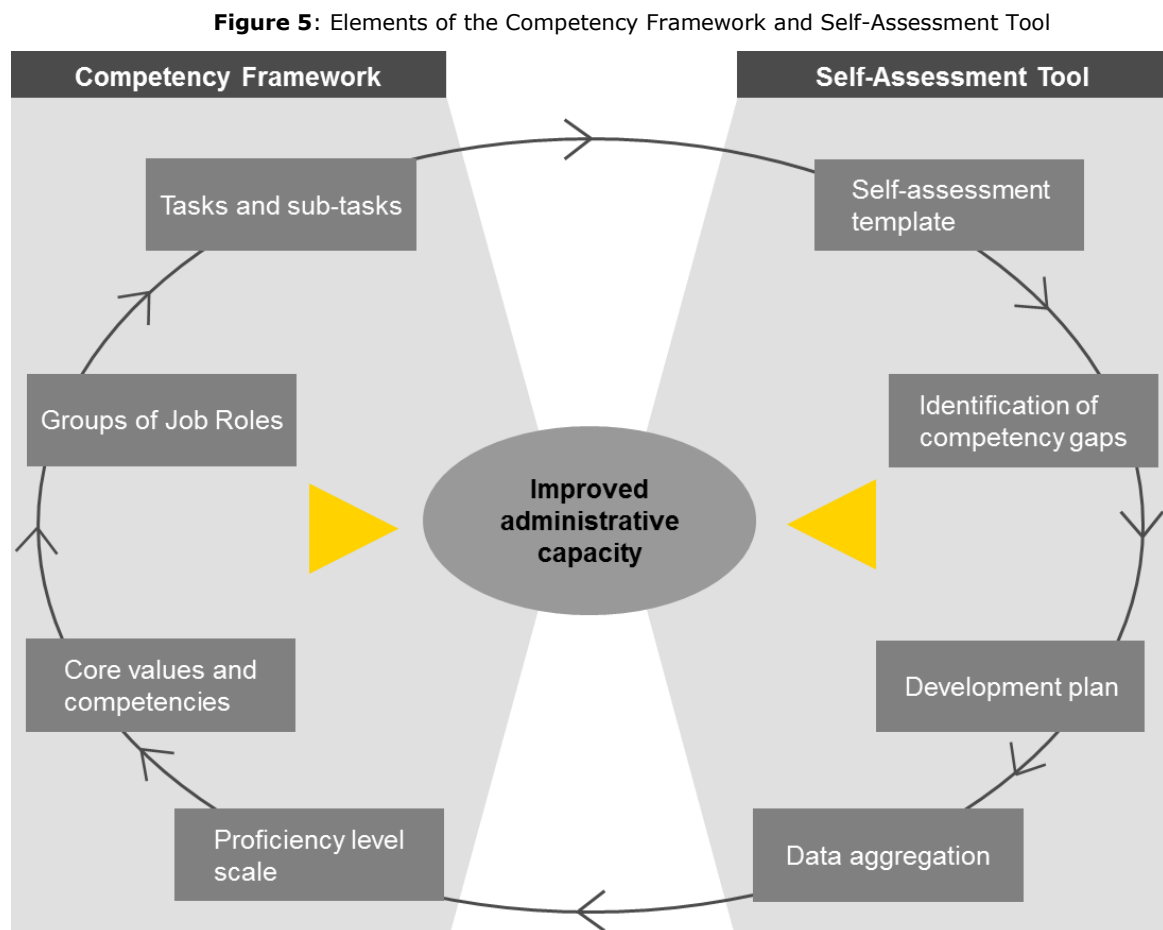 Figure 5: Elements of the Competency Framework and Self-Assessment Tool
Competency Framework
Self-Assessment Tool
Tasks and sub-tasks
Self-assessment
template
Groups of Job Roles
Identification of
competency gaps
Improved
administrative
capacity
Core values and
competencies
Development plan
Proficiency level
scale
Data aggregation